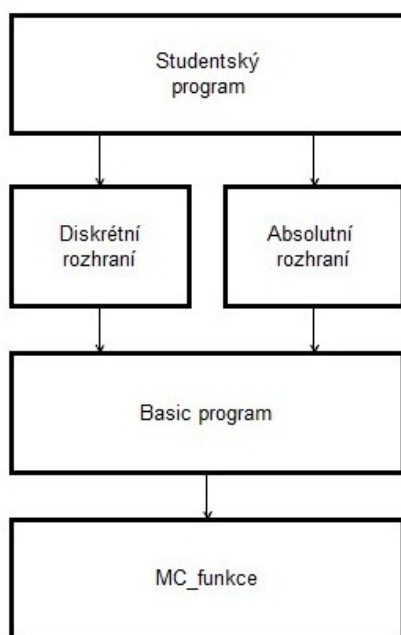 Studentský
program
Diskrétní
rozhraní
Absolutní
rozhraní
Basic program
MC_funkce